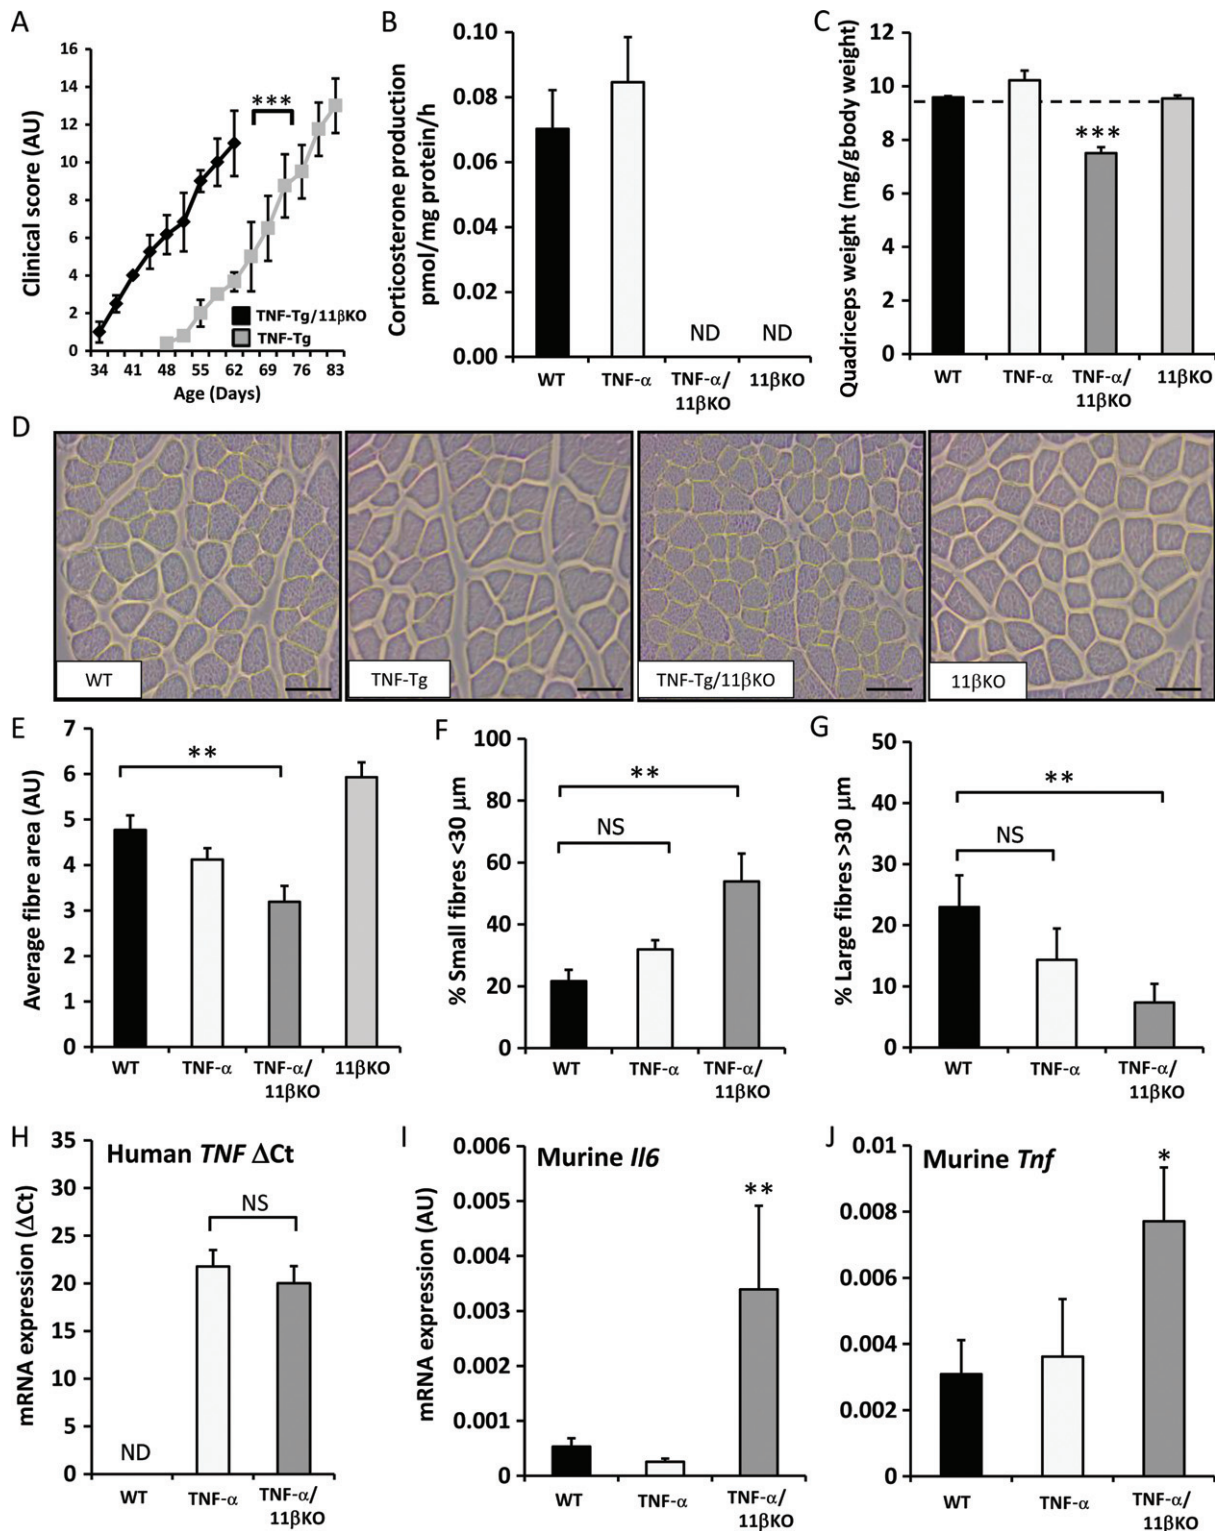 A
Clinical score (AU)
16
14
12
10
8
6
4
2
0
***
TNF-Tg/11βKO
TNF-Tg
34 41 48 55 62 69 76 83
Age (Days)
B
Corticosterone production
pmol/mg protein/h
0.10
0.08
0.06
0.04
0.02
0.00
ND ND
WT TNF-α TNF-α/ 11βKO
11βKO
C
Quadriceps weight (mg/gbody weight)
12
10
8
6
4
2
0
***
WT TNF-α TNF-α/ 11βKO
11βKO
D
WT
TNF-Tg
TNF-Tg/11βKO
11βKO
E
Average fibre area (AU)
7
6
5
4
3
2
1
0
**
WT TNF-α TNF-α/ 11βKO
11βKO
F
% Small fibres <30 μm
100
80
60
40
20
0
**
NS
WT TNF-α TNF-α/
11βKO
G
% Large fibres >30 μm
50
40
30
20
10
0
**
NS
WT TNF-α TNF-α/
11βKO
H
Human TNF ΔCt
mRNA expression (ΔCt)
35
30
25
20
15
10
5
0
NS
ND
WT TNF-α TNF-α/
11βKO
I
Murine Il6
mRNA expression (AU)
0.006
0.005
0.004
0.003
0.002
0.001
0
**
WT TNF-α TNF-α/
11βKO
J
Murine Tnf
0.01
0.008
0.006
0.004
0.002
0
*
WT TNF-α TNF-α/
11βKO